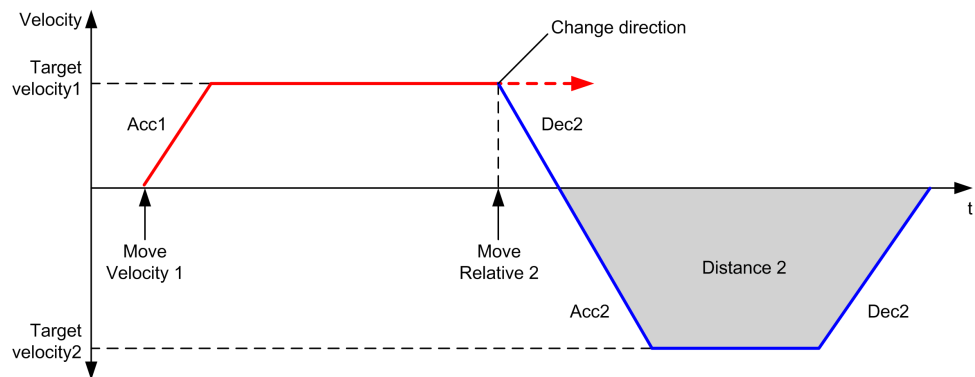 Velocity
Change direction
Target
velocity1
Acc1
Dec2
t
Move
Velocity 1
Move
Relative 2
Distance 2
Acc2
Dec2
Target
velocity2